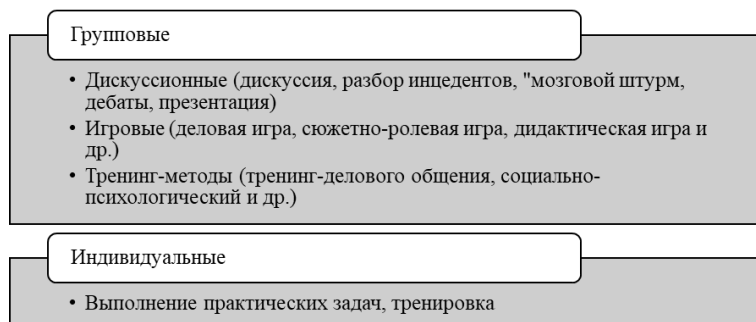 Групповые
• Дискуссионные (дискуссия, разбор инцедентов, "мозговой штурм,
дебаты, презентация)
• Игровые (деловая игра, сюжетно-ролевая игра, дидактическая игра и
др.)
• Тренинг-методы (тренинг-делового общения, социально-
психологический и др.)
Индивидуальные
• Выполнение практических задач, тренировка